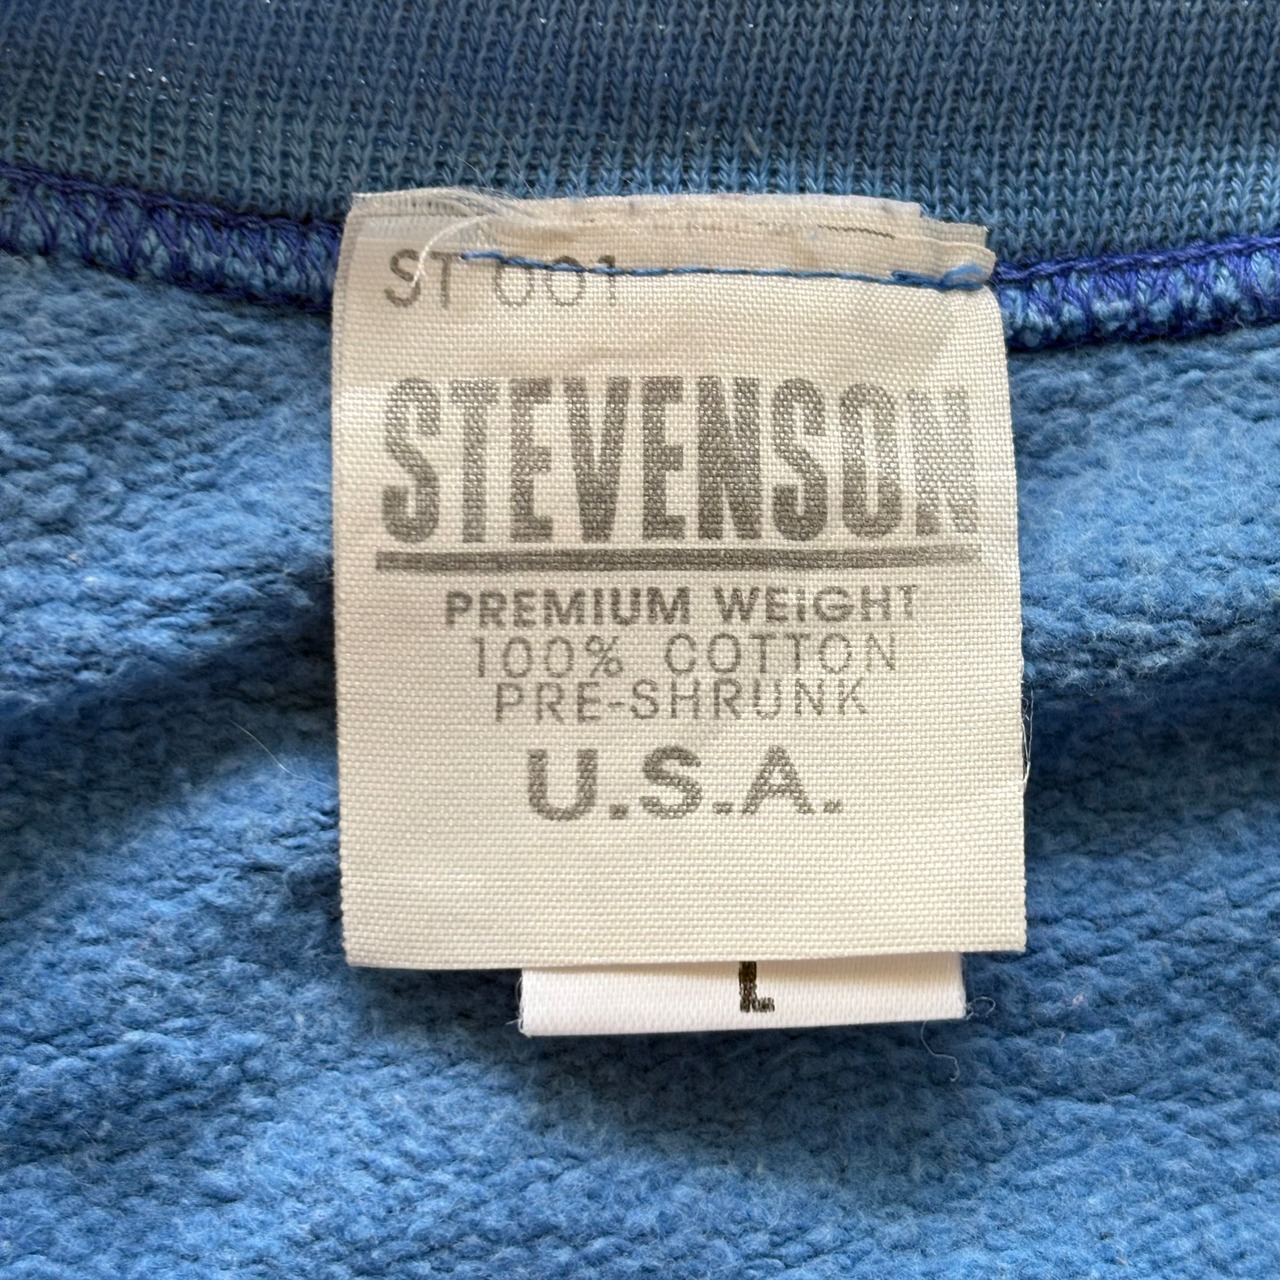 ST 001
STEVENSON
PREMIUM WEIGHT
100% COTTON
PRE-SHRUNK
U.S.A.
L